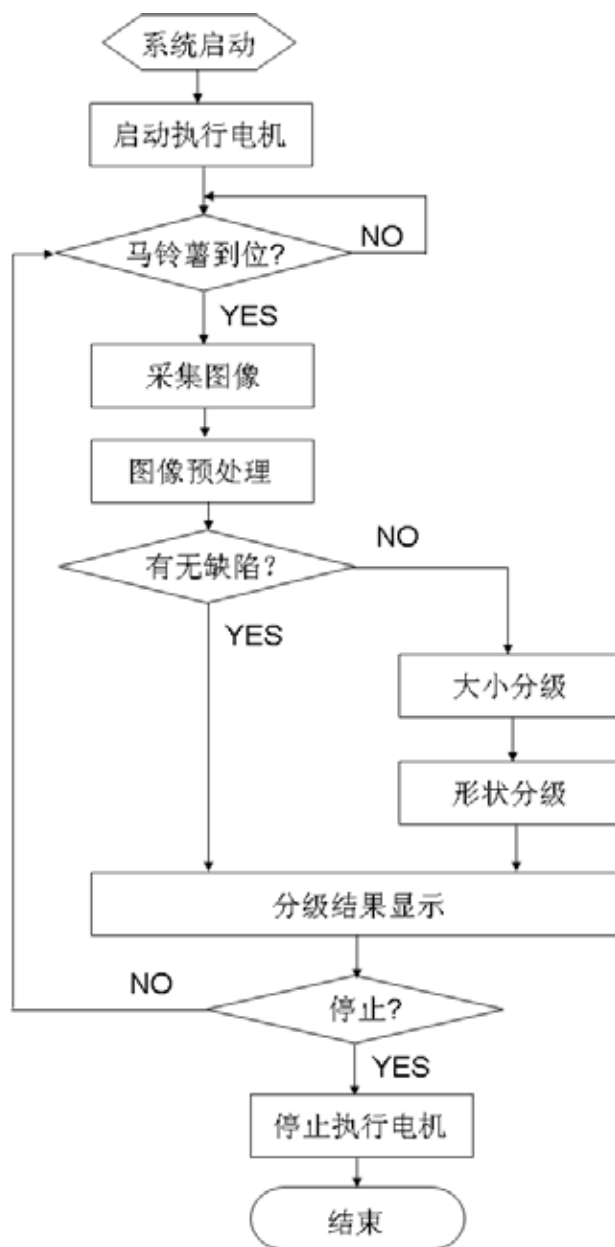 系统启动
启动执行电机
马铃薯到位?
NO
YES
采集图像
图像预处理
有无缺陷?
NO
YES
大小分级
形状分级
分级结果显示
NO
停止?
YES
停止执行电机
结束